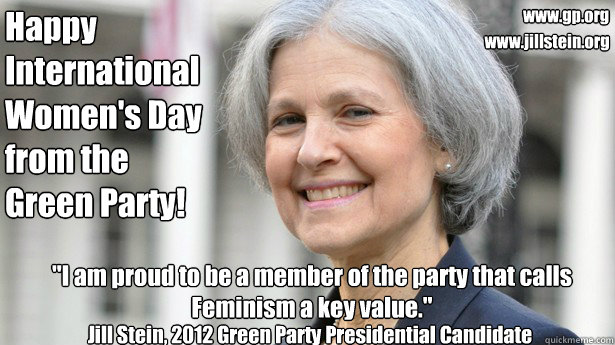 Happy
International
Women's Day
from the
Green Party!
www.gp.org
www.jillstein.org
"I am proud to be a member of the party that calls
Feminism a key value."
Jill Stein, 2012 Green Party Presidential Candidate
quickmeme.com